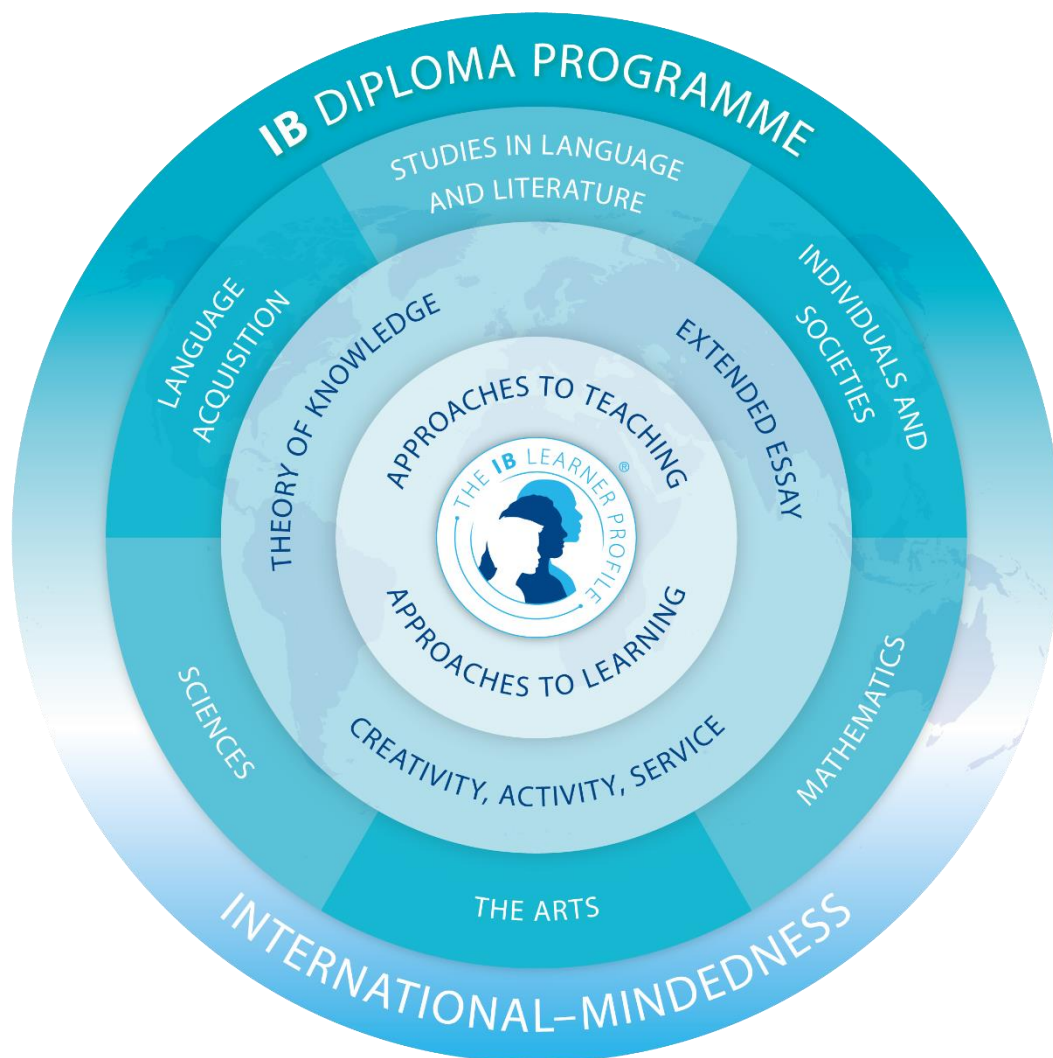 IB DIPLOMA PROGRAMME
STUDIES IN LANGUAGE
AND LITERATURE
LANGUAGE
ACQUISITION
INDIVIDUALS AND
SOCIETIES
THEORY OF KNOWLEDGE
EXTENDED ESSAY
APPROACHES TO TEACHING
THE IB LEARNER PROFILE ®
APPROACHES TO LEARNING
CREATIVITY, ACTIVITY, SERVICE
SCIENCES
MATHEMATICS
THE ARTS
INTERNATIONAL–MINDEDNESS